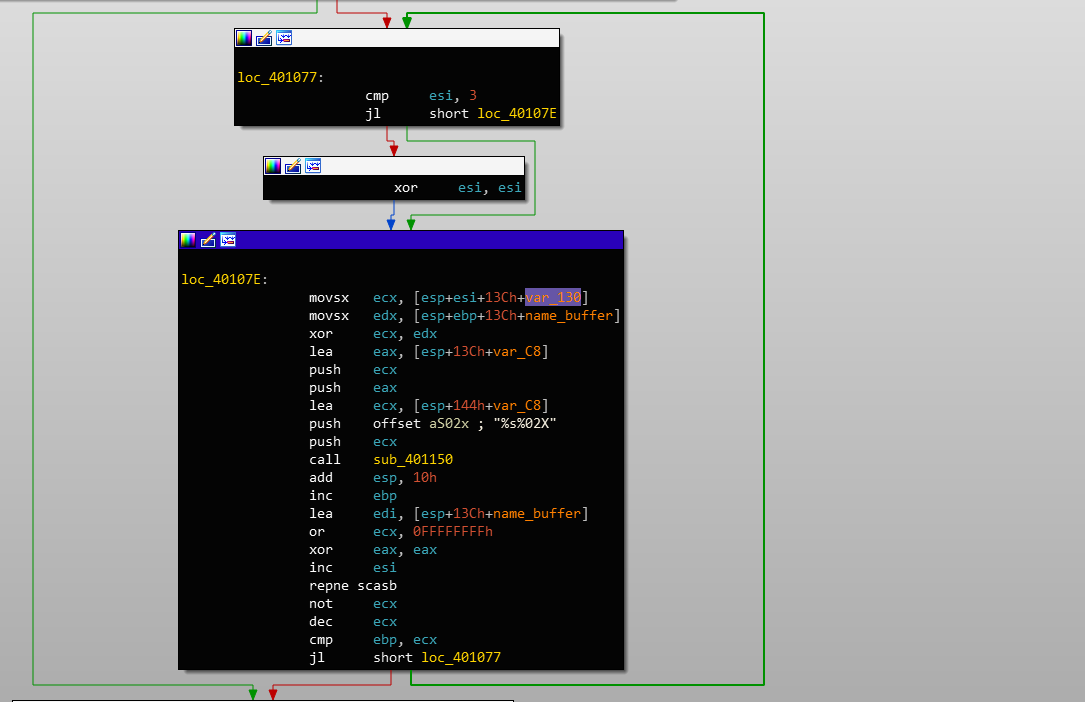 loc_401077:
cmp esi, 3
jl short loc_40107E
xor esi, esi
loc_40107E:
movsx ecx, [esp+esi+13Ch+var_130]
movsx edx, [esp+ebp+13Ch+name_buffer]
xor ecx, edx
lea eax, [esp+13Ch+var_C8]
push ecx
push eax
lea ecx, [esp+144h+var_C8]
push offset aS02x ; "%s%02X"
push ecx
call sub_401150
add esp, 10h
inc ebp
lea edi, [esp+13Ch+name_buffer]
or ecx, 0FFFFFFFFh
xor eax, eax
inc esi
repne scasb
not ecx
dec ecx
cmp ebp, ecx
jl short loc_401077